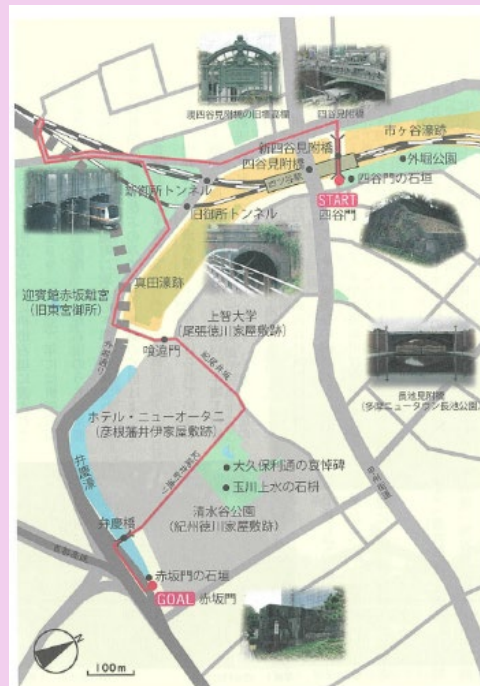 四谷見附橋
市ヶ谷濠跡
新四谷見附橋
四谷見附橋
外堀公園
四谷門の石垣
START
四谷門
新御所トンネル
旧御所トンネル
真田濠跡
迎賓館赤坂離宮
(旧東宮御所)
上智大学
(尾張徳川家屋敷跡)
喰違門
紀尾井坂
長池見附橋
(多摩ニュータウン長池公園)
ホテル・ニューオータニ
(彦根藩井伊家屋敷跡)
大久保利通の哀悼碑
玉川上水の石枡
清水谷公園
(紀州徳川家屋敷跡)
弁慶濠
弁慶橋
赤坂門の石垣
GOAL 赤坂門
100m